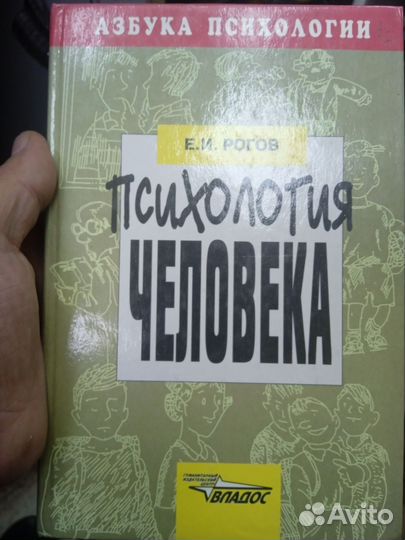 АЗБУКА ПСИХОЛОГИИ
Е.И. РОГОВ
ПСИХОЛОГИЯ
ЧЕЛОВЕКА
ГУМАНИТАРНЫЙ
ИЗДАТЕЛЬСКИЙ
ЦЕНТР
ВЛАДОС
Avito